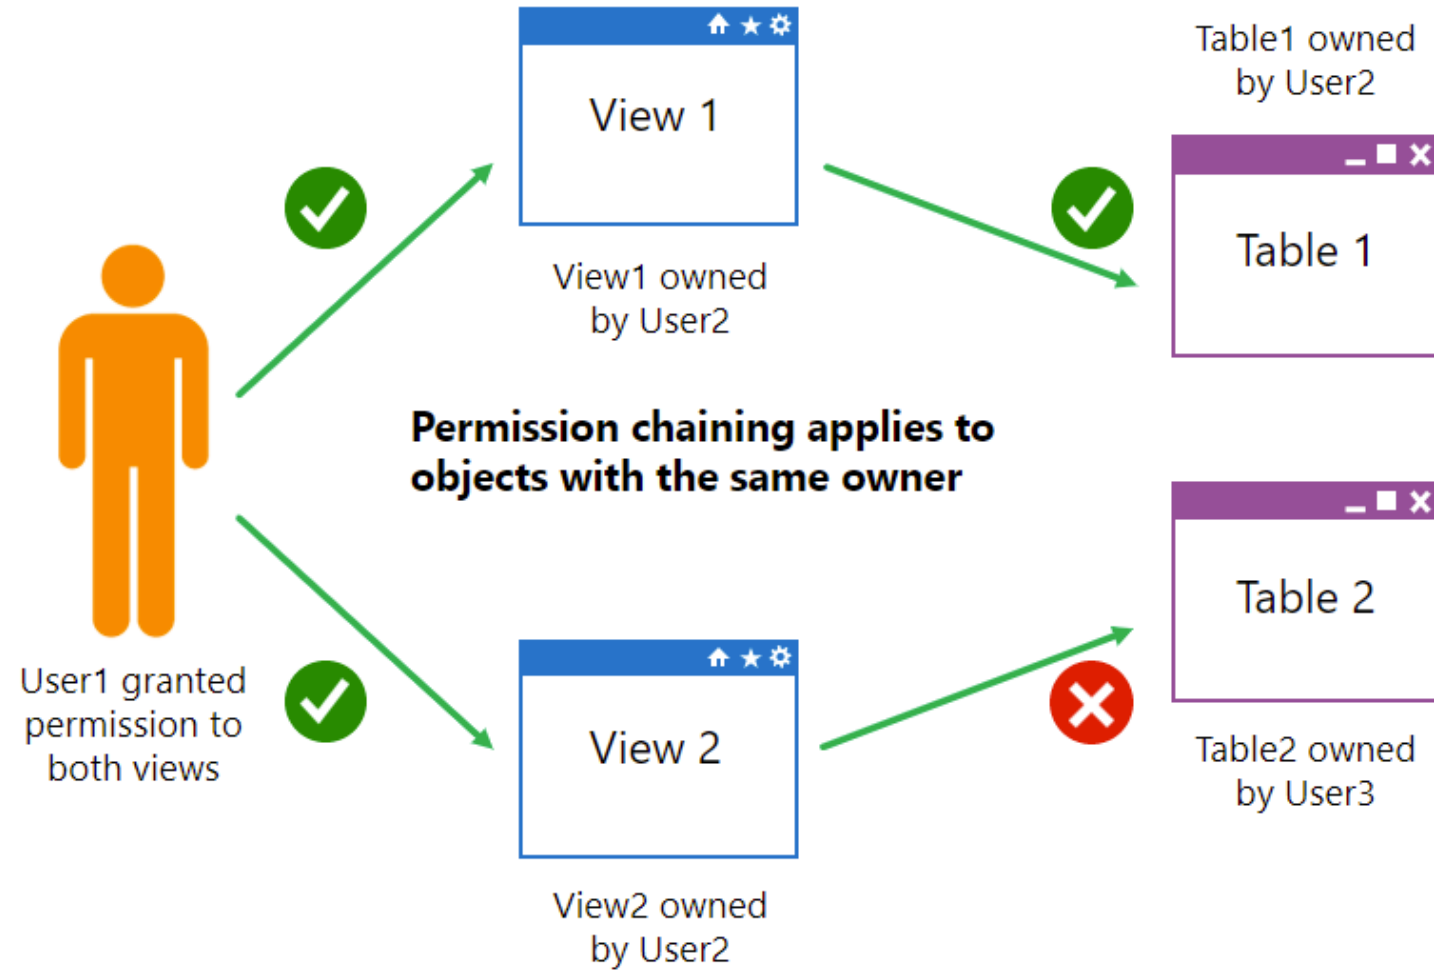 Table1 owned
by User2
View 1
Table 1
View1 owned
by User2
Permission chaining applies to
objects with the same owner
Table 2
User1 granted
permission to
both views
View 2
Table2 owned
by User3
View2 owned
by User2